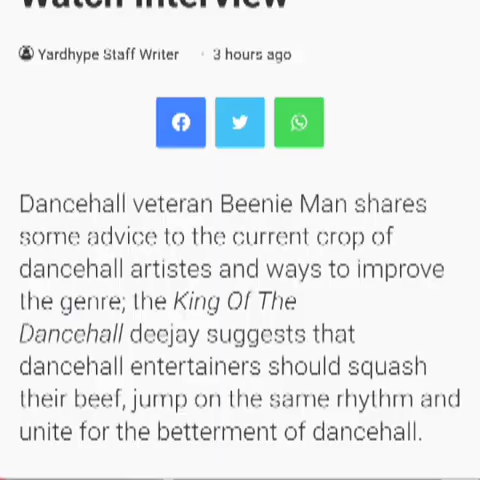 Watch Interview
Yardhype Staff Writer · 3 hours ago
Dancehall veteran Beenie Man shares
some advice to the current crop of
dancehall artistes and ways to improve
the genre; the King Of The
Dancehall deejay suggests that
dancehall entertainers should squash
their beef, jump on the same rhythm and
unite for the betterment of dancehall.